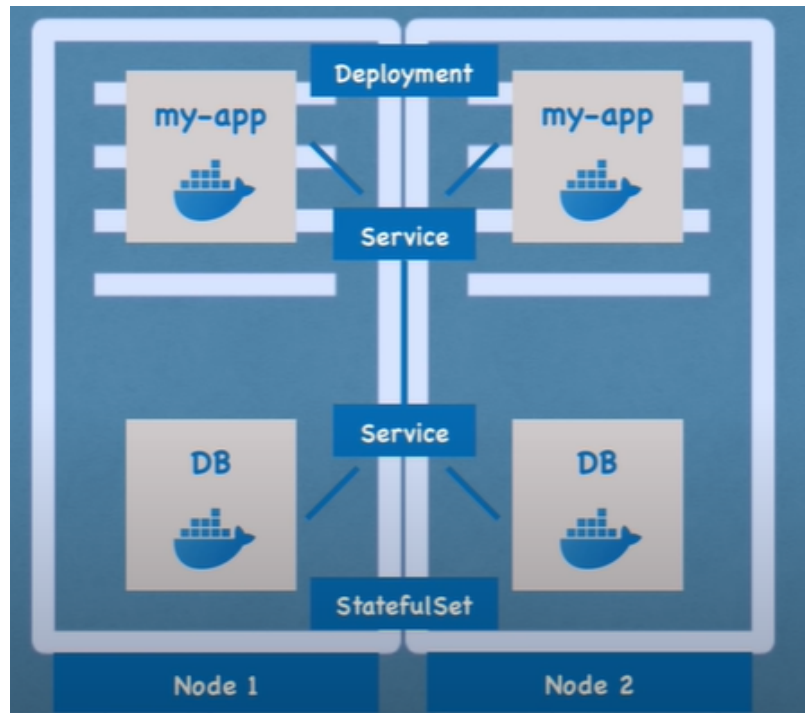 Deployment
my-app
my-app
Service
Service
DB
DB
StatefulSet
Node 1
Node 2